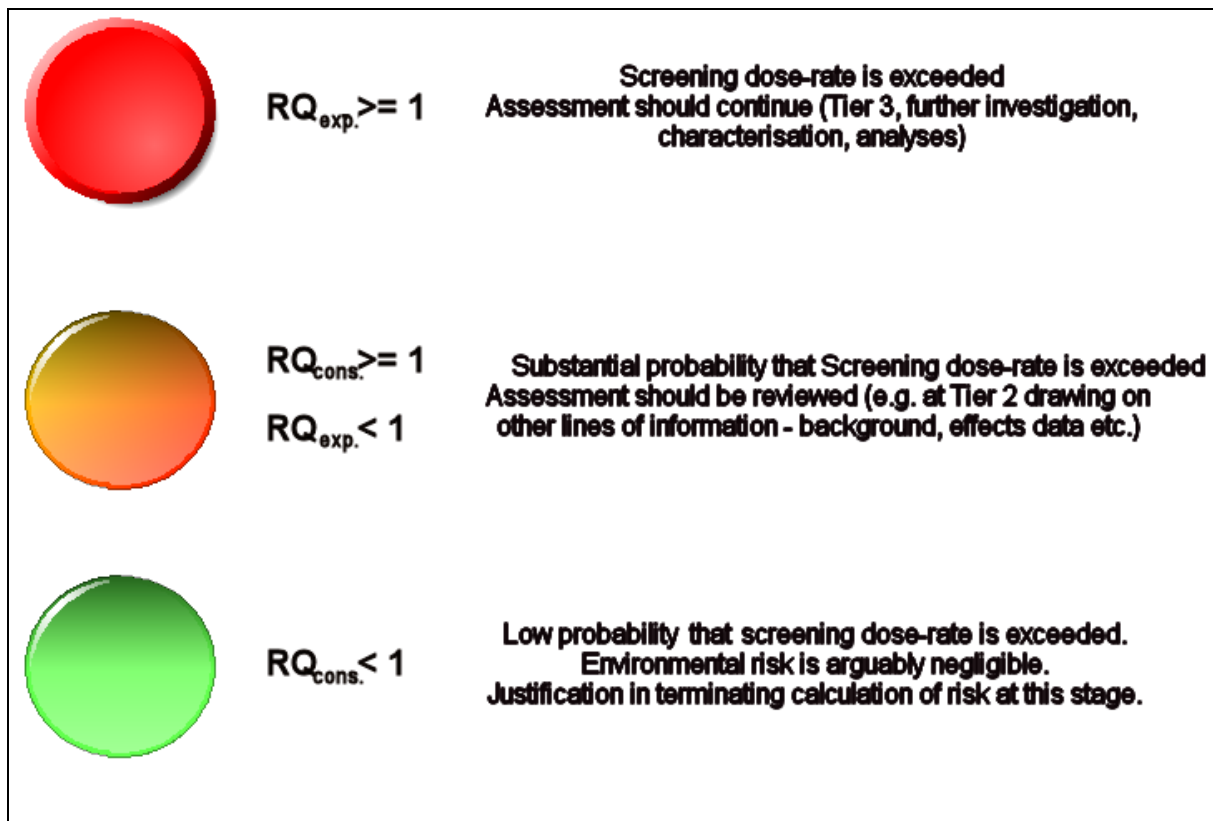 RQexp.>= 1
Screening dose-rate is exceeded
Assessment should continue (Tier 3, further investigation,
characterisation, analyses)
RQcons.>= 1
RQexp.< 1
Substantial probability that Screening dose-rate is exceeded
Assessment should be reviewed (e.g. at Tier 2 drawing on
other lines of information - background, effects data etc.)
RQcons.< 1
Low probability that screening dose-rate is exceeded.
Environmental risk is arguably negligible.
Justification in terminating calculation of risk at this stage.